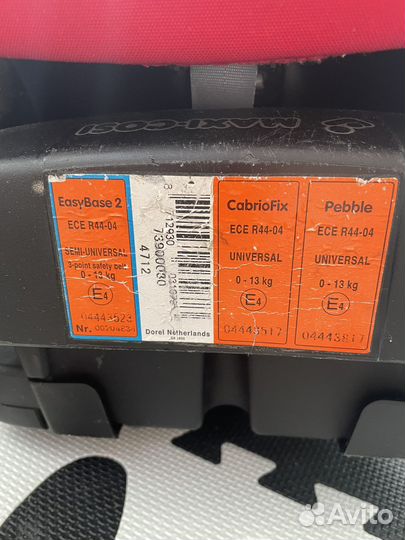 MAXI-COSI
EasyBase 2
ECE R44-04
SEMI-UNIVERSAL
3-point safety belt
0 - 13 kg
E4
04443523
Nr.
8
712930
73900030
4712
Dorel Netherlands
CabrioFix
ECE R44-04
UNIVERSAL
0 - 13 kg
E4
04443517
Pebble
ECE R44-04
UNIVERSAL
0 - 13 kg
E4
04443817
Avito